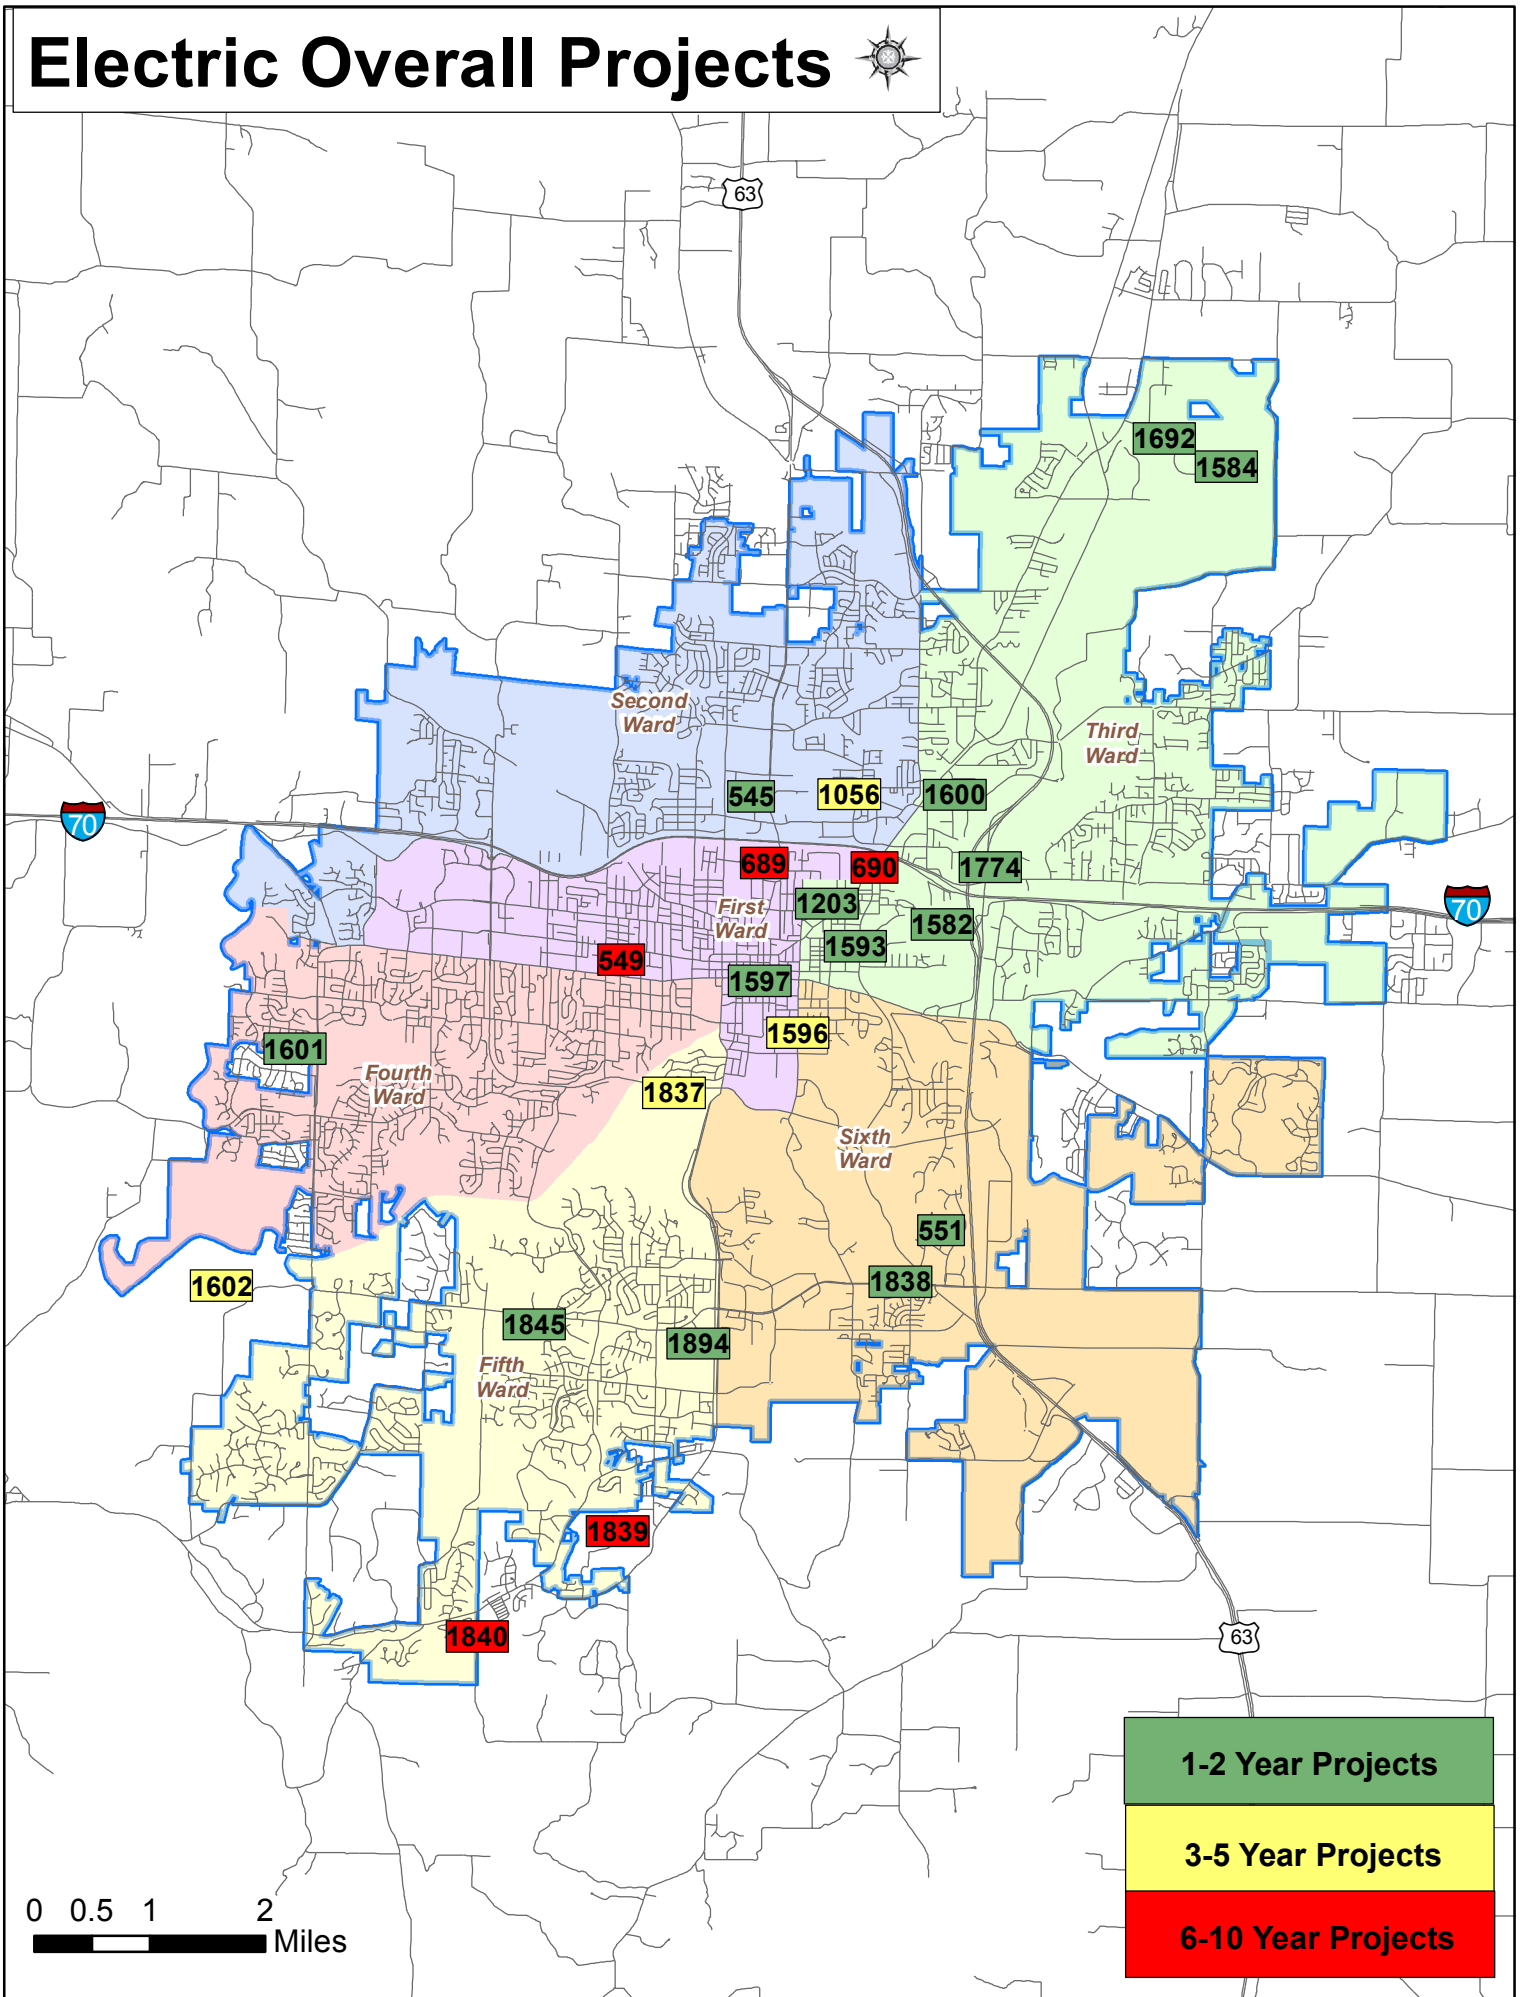 Electric Overall Projects
63
1692
1584
Second
Ward
Third
Ward
545
1056
1600
70
689
690
1774
1203
First
Ward
70
1582
1593
549
1597
1596
1601
Fourth
Ward
1837
Sixth
Ward
551
1602
1838
1845
1894
Fifth
Ward
1839
1840
63
1-2 Year Projects
3-5 Year Projects
6-10 Year Projects
0 0.5 1 2
Miles